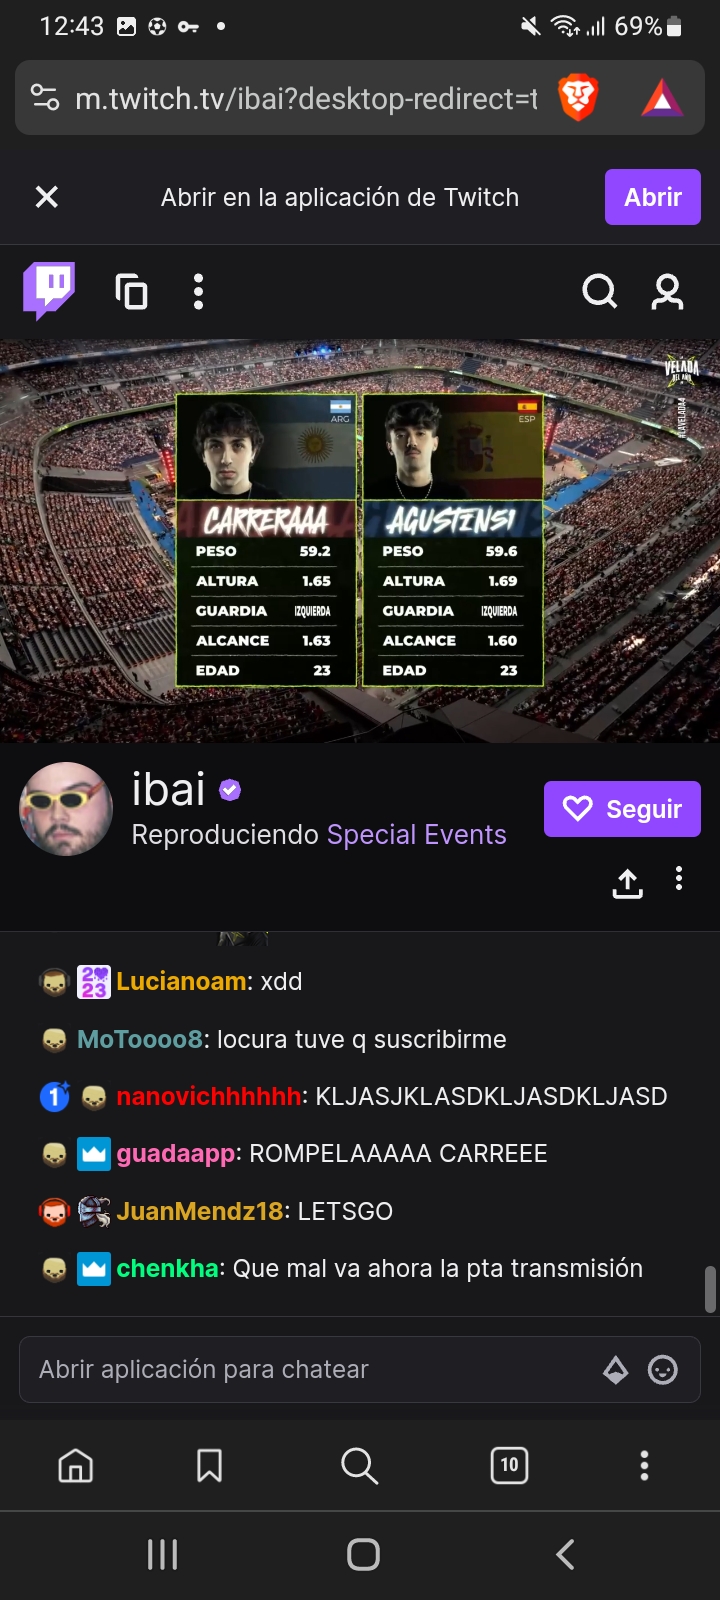 12:43
69%
m.twitch.tv/ibai?desktop-redirect=t
Abrir en la aplicación de Twitch
Abrir
VELADA
DEL AÑO
#LAVELADA4
ARG
CARRERAAA
PESO 59.2
ALTURA 1.65
GUARDIA IZQUIERDA
ALCANCE 1.63
EDAD 23
ESP
AGUSTIN51
PESO 59.6
ALTURA 1.69
GUARDIA IZQUIERDA
ALCANCE 1.60
EDAD 23
ibai
Reproduciendo Special Events
Seguir
2023 Lucianoam: xdd
MoToooo8: locura tuve q suscribirme
1 nanovichhhhhh: KLJASJKLASDKLJASDKLJASD
guadaapp: ROMPELAAAAA CARREEE
JuanMendz18: LETSGO
chenkha: Que mal va ahora la pta transmisión
Abrir aplicación para chatear
10